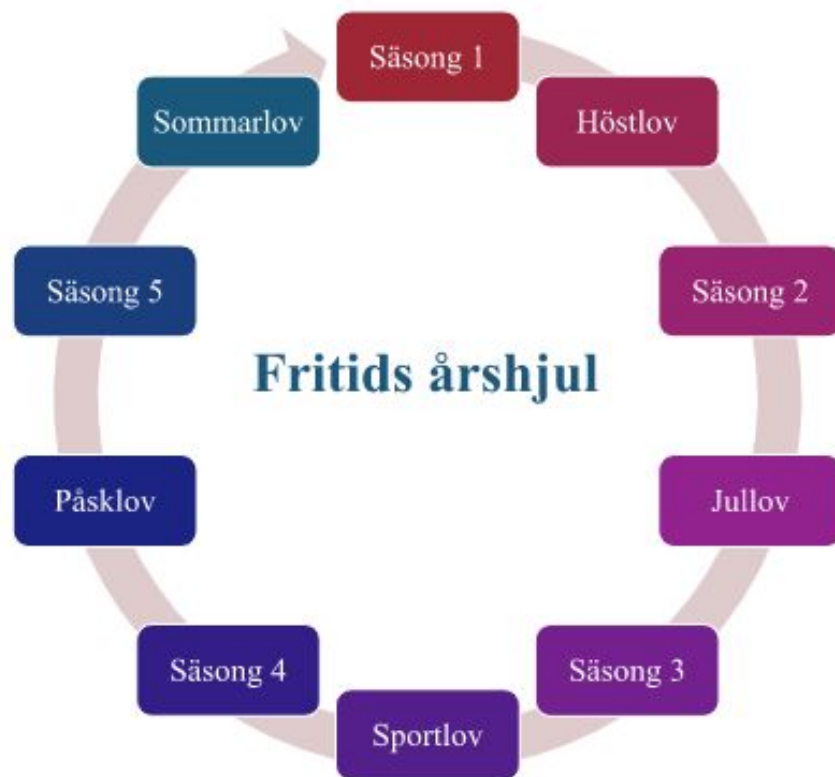 Säsong 1
Höstlov
Säsong 2
Jullov
Säsong 3
Sportlov
Säsong 4
Påsklov
Säsong 5
Sommarlov
Fritids årshjul